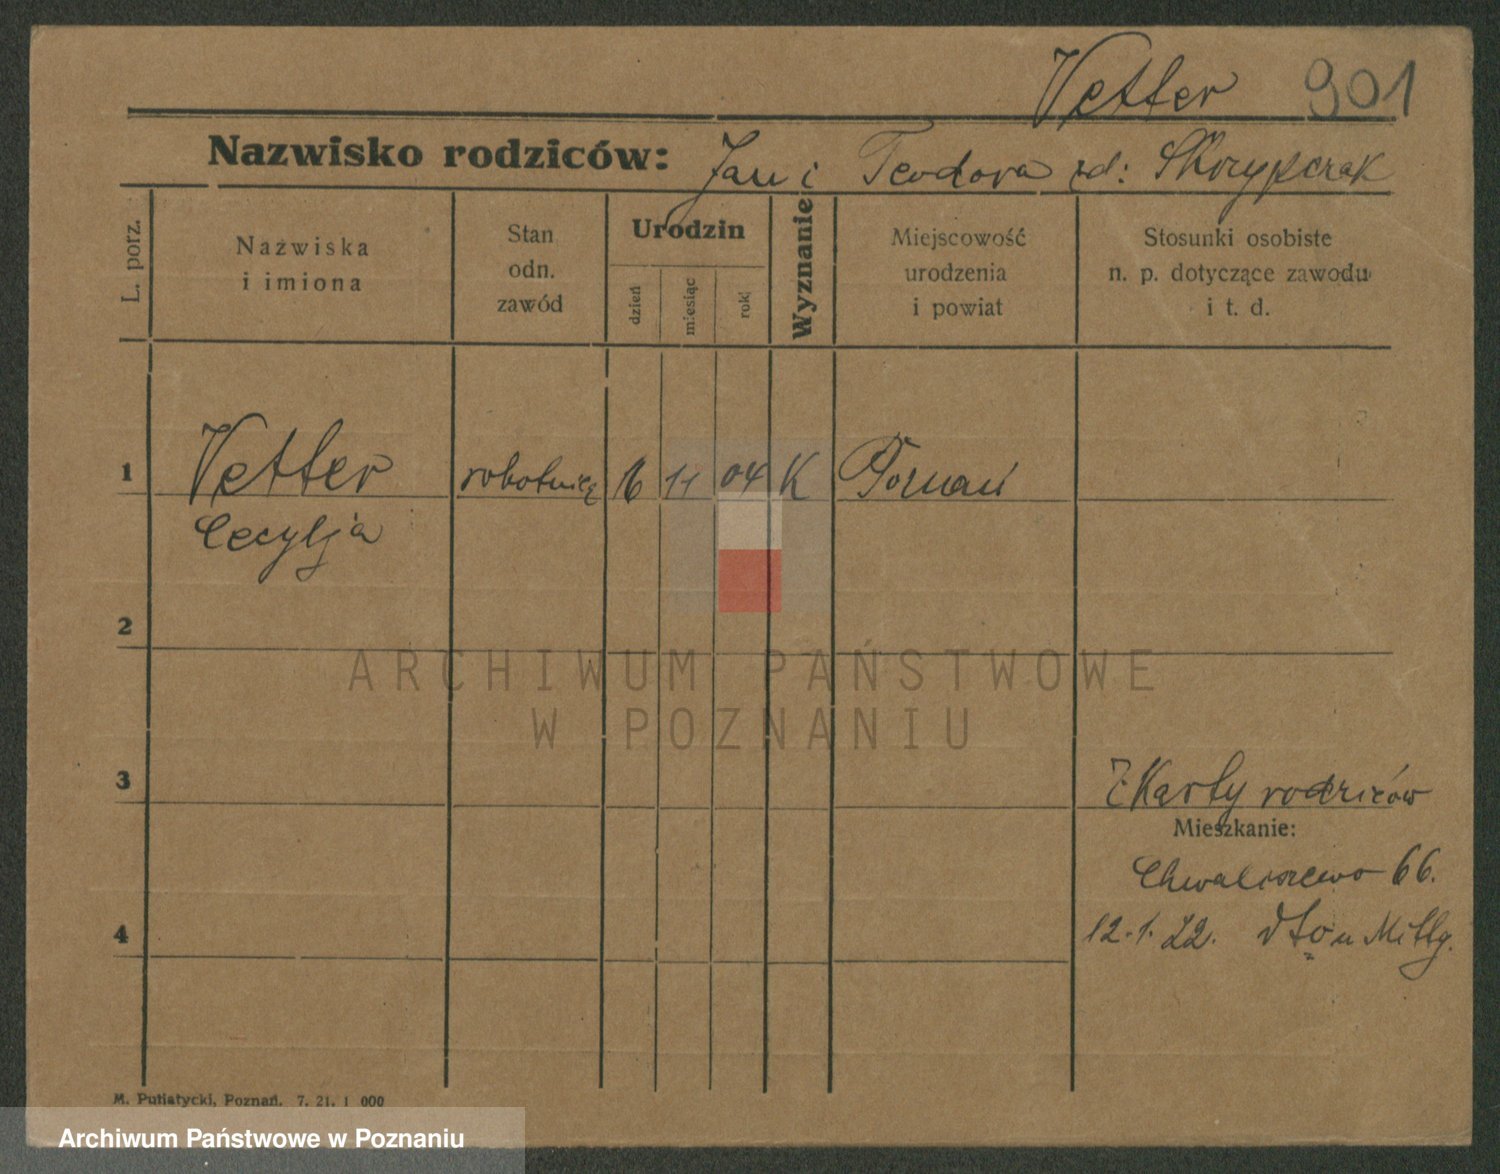 Vetter 901
Nazwisko rodziców: Jan i Teodora zd: Skrzypczak
L. porz.
Nazwiska
i imiona
Stan
odn.
zawód
Urodzin
dzień
miesiąc
rok
Wyznanie
Miejscowość
urodzenia
i powiat
Stosunki osobiste
n. p. dotyczące zawodu
i t. d.
1 Vetter robotnicą 16 11 04 K Poznań
Cecylja
2
ARCHIWUM PAŃSTWOWE
W POZNANIU
3 Z Karty rodziców
Mieszkanie:
Chwaliszewo 66.
4 12.1.22.
M. Putiatycki, Poznań. 7. 21. 1 000
Archiwum Państwowe w Poznaniu